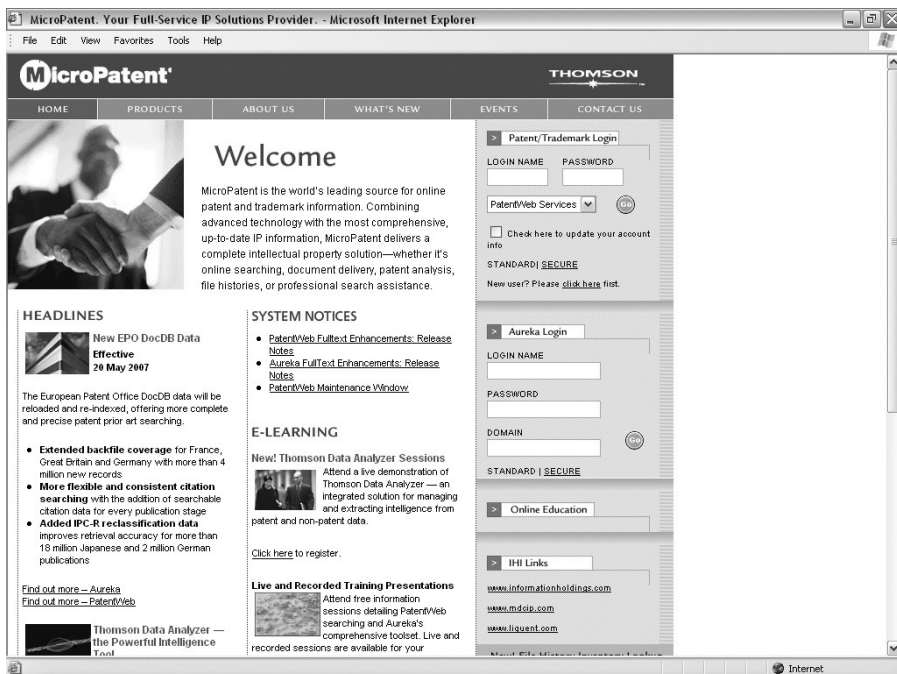 MicroPatent. Your Full-Service IP Solutions Provider. - Microsoft Internet Explorer
File Edit View Favorites Tools Help
MicroPatent
THOMSON
HOME PRODUCTS ABOUT US WHAT'S NEW EVENTS CONTACT US
Welcome
MicroPatent is the world's leading source for online
patent and trademark information. Combining
advanced technology with the most comprehensive,
up-to-date IP information, MicroPatent delivers a
complete intellectual property solution—whether it's
online searching, document delivery, patent analysis,
file histories, or professional search assistance.
HEADLINES
New EPO DocDB Data
Effective
20 May 2007
The European Patent Office DocDB data will be
reloaded and re-indexed, offering more complete
and precise patent prior art searching.
• Extended backfile coverage for France,
Great Britain and Germany with more than 4
million new records
• More flexible and consistent citation
searching with the addition of searchable
citation data for every publication stage
• Added IPC-R reclassification data
improves retrieval accuracy for more than
18 million Japanese and 2 million German
publications
Find out more – Aureka
Find out more – PatentWeb
Thomson Data Analyzer —
the Powerful Intelligence
Tool
SYSTEM NOTICES
• PatentWeb Fulltext Enhancements: Release
Notes
• Aureka FullText Enhancements: Release
Notes
• PatentWeb Maintenance Window
E-LEARNING
New! Thomson Data Analyzer Sessions
Attend a live demonstration of
Thomson Data Analyzer — an
integrated solution for managing
and extracting intelligence from
patent and non-patent data.
Click here to register.
Live and Recorded Training Presentations
Attend free information
sessions detailing PatentWeb
searching and Aureka's
comprehensive toolset. Live and
recorded sessions are available for your
> Patent/Trademark Login
LOGIN NAME PASSWORD
PatentWeb Services Go
Check here to update your account
info
STANDARD| SECURE
New user? Please click here first.
> Aureka Login
LOGIN NAME
PASSWORD
DOMAIN
Go
STANDARD | SECURE
> Online Education
> IHI Links
www.informationholdings.com
www.mdcip.com
www.liquent.com
New! File History Inventory Lookup
Internet